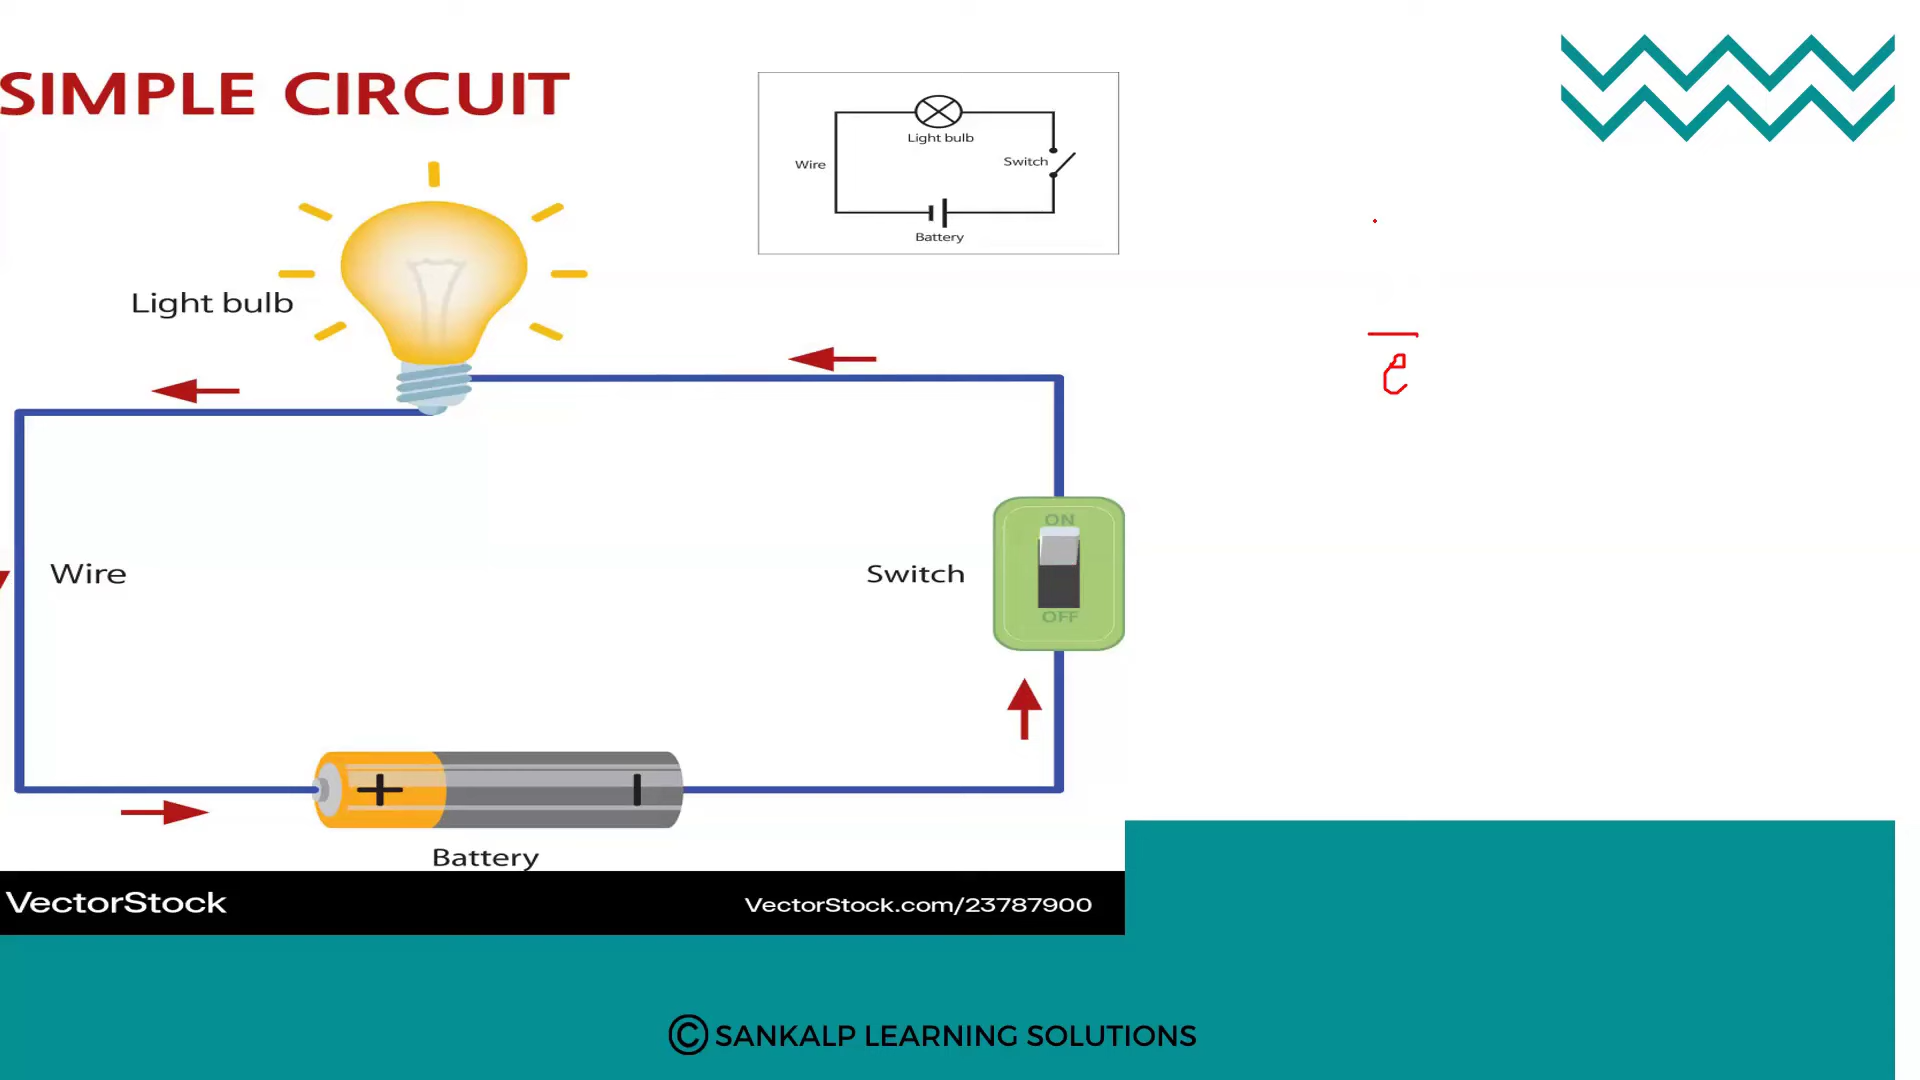 SIMPLE CIRCUIT
Light bulb
Wire
Switch
Battery
Light bulb
Wire
Switch
ON
OFF
+
Battery
VectorStock
VectorStock.com/23787900
e
© SANKALP LEARNING SOLUTIONS